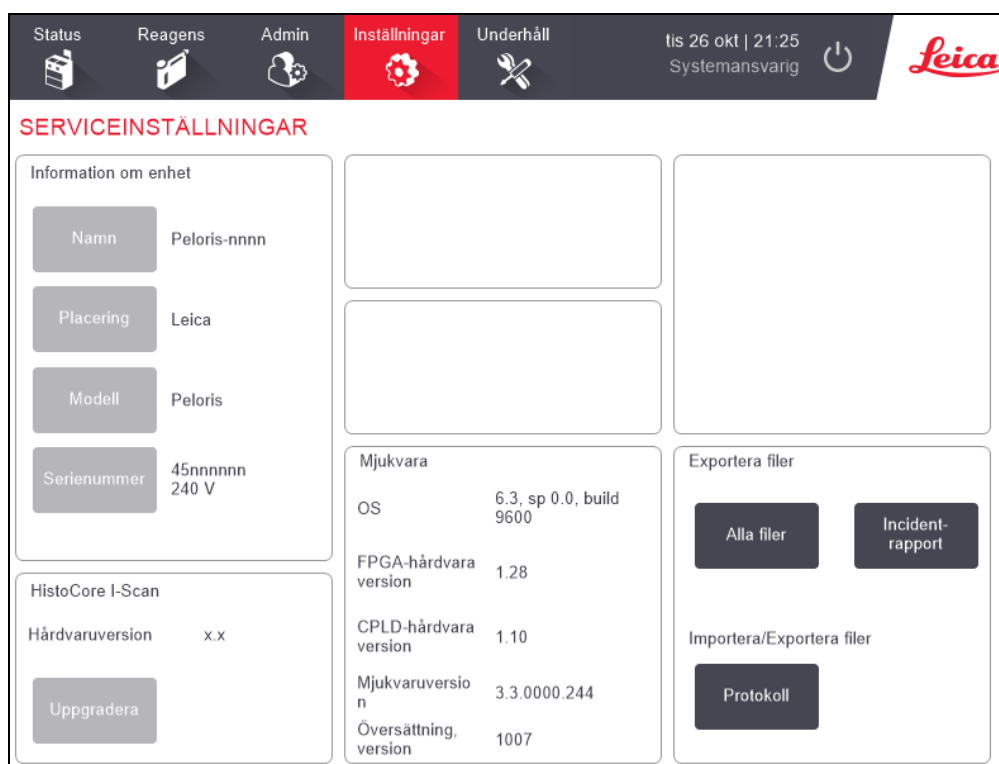 Status
Reagens
Admin
Inställningar
Underhåll
tis 26 okt | 21:25
Systemansvarig
Leica
SERVICEINSTÄLLNINGAR
Information om enhet
Namn
Peloris-nnnn
Placering
Leica
Modell
Peloris
Serienummer
45nnnnnn
240 V
HistoCore I-Scan
Hårdvaruversion
x.x
Uppgradera
Mjukvara
OS
6.3, sp 0.0, build
9600
FPGA-hårdvara
version
1.28
CPLD-hårdvara
version
1.10
Mjukvaruversio
n
3.3.0000.244
Översättning,
version
1007
Exportera filer
Alla filer
Incident-
rapport
Importera/Exportera filer
Protokoll